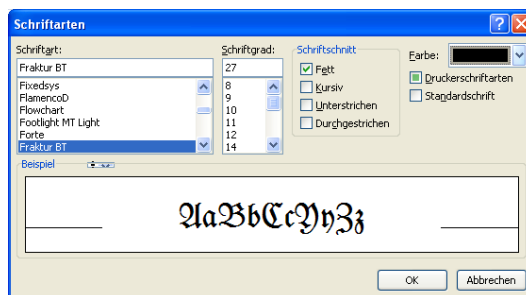 Schriftarten
Schriftart:
Fraktur BT
Fixedsys
FlamencoD
Flowchart
Footlight MT Light
Forte
Fraktur BT
Schriftgrad:
27
8
9
10
11
12
14
Schriftschnitt
Fett
Kursiv
Unterstrichen
Durchgestrichen
Farbe:
Druckerschriftarten
Standardschrift
Beispiel
AaBbCcYyZz
OK
Abbrechen